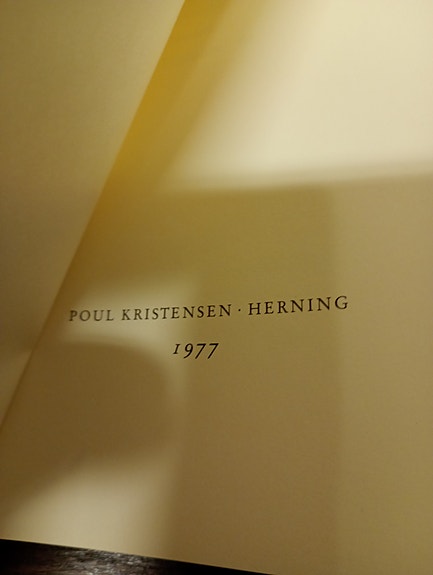 POUL KRISTENSEN · HERNING
1977